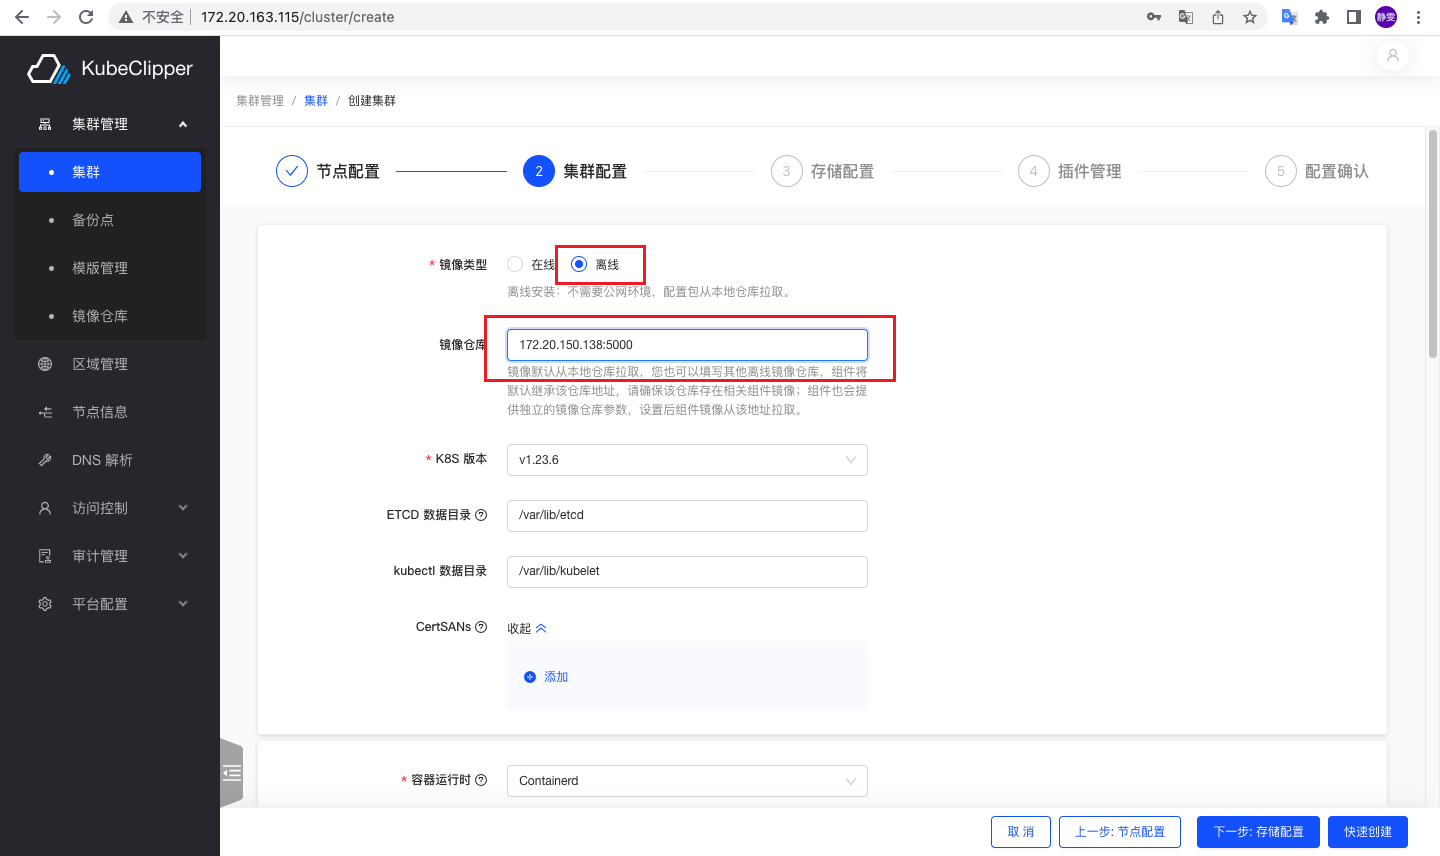 不安全 172.20.163.115/cluster/create
静雯
KubeClipper
集群管理
集群
备份点
模版管理
镜像仓库
区域管理
节点信息
DNS 解析
访问控制
审计管理
平台配置
集群管理 / 集群 / 创建集群
节点配置
2 集群配置
3 存储配置
4 插件管理
5 配置确认
* 镜像类型 在线 离线
离线安装：不需要公网环境，配置包从本地仓库拉取。
镜像仓库 172.20.150.138:5000
镜像默认从本地仓库拉取，您也可以填写其他离线镜像仓库，组件将
默认继承该仓库地址，请确保该仓库存在相关组件镜像；组件也会提
供独立的镜像仓库参数，设置后组件镜像从该地址拉取。
* K8S 版本 v1.23.6
ETCD 数据目录 /var/lib/etcd
kubectl 数据目录 /var/lib/kubelet
CertSANs 收起
添加
* 容器运行时 Containerd
取 消 上一步: 节点配置 下一步: 存储配置 快速创建